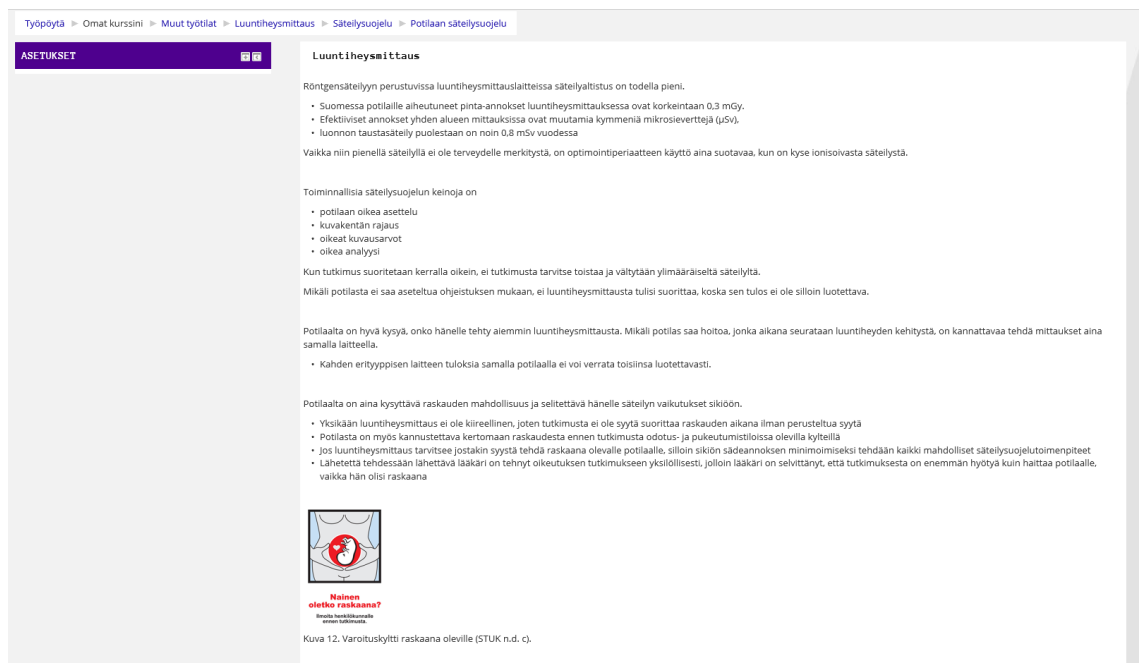 Työpöytä ► Omat kurssini ► Muut työtilat ► Luuntiheysmittaus ► Säteilysuojelu ► Potilaan säteilysuojelu
ASETUKSET
Luuntiheysmittaus
Röntgensäteilyyn perustuvissa luuntiheysmittauslaitteissa säteilyaltistus on todella pieni.
• Suomessa potilaille aiheutuneet pinta-annokset luuntiheysmittauksessa ovat korkeintaan 0,3 mGy.
• Efektiiviset annokset yhden alueen mittauksissa ovat muutamia kymmeniä mikrosieverttejä (µSv),
• luonnon taustasäteily puolestaan on noin 0,8 mSv vuodessa
Vaikka niin pienellä säteilyllä ei ole terveydelle merkitystä, on optimointiperiaatteen käyttö aina suotavaa, kun on kyse ionisoivasta säteilystä.
Toiminnallisia säteilysuojelun keinoja on
• potilaan oikea asettelu
• kuvakentän rajaus
• oikeat kuvausarvot
• oikea analyysi
Kun tutkimus suoritetaan kerralla oikein, ei tutkimusta tarvitse toistaa ja vältytään ylimääräiseltä säteilyltä.
Mikäli potilasta ei saa aseteltua ohjeistuksen mukaan, ei luuntiheysmittausta tulisi suorittaa, koska sen tulos ei ole silloin luotettava.
Potilaalta on hyvä kysyä, onko hänelle tehty aiemmin luuntiheysmittausta. Mikäli potilas saa hoitoa, jonka aikana seurataan luuntiheyden kehitystä, on kannattavaa tehdä mittaukset aina
samalla laitteella.
• Kahden erityyppisen laitteen tuloksia samalla potilaalla ei voi verrata toisiinsa luotettavasti.
Potilaalta on aina kysyttävä raskauden mahdollisuus ja selitettävä hänelle säteilyn vaikutukset sikiöön.
• Yksikään luuntiheysmittaus ei ole kiireellinen, joten tutkimusta ei ole syytä suorittaa raskauden aikana ilman perusteltua syytä
• Potilasta on myös kannustettava kertomaan raskaudesta ennen tutkimusta odotus- ja pukeutumistiloissa olevilla kylteillä
• Jos luuntiheysmittaus tarvitsee jostakin syystä tehdä raskaana olevalle potilaalle, silloin sikiön sädeannoksen minimoimiseksi tehdään kaikki mahdolliset säteilysuojelutoimenpiteet
• Lähetettä tehdessään lähettävä lääkäri on tehnyt oikeutuksen tutkimukseen yksilöllisesti, jolloin lääkäri on selvittänyt, että tutkimuksesta on enemmän hyötyä kuin haittaa potilaalle,
vaikka hän olisi raskaana
Nainen
oletko raskaana?
Ilmoita henkilökunnalle
ennen tutkimusta.
Kuva 12. Varoituskyltti raskaana oleville (STUK n.d. c).